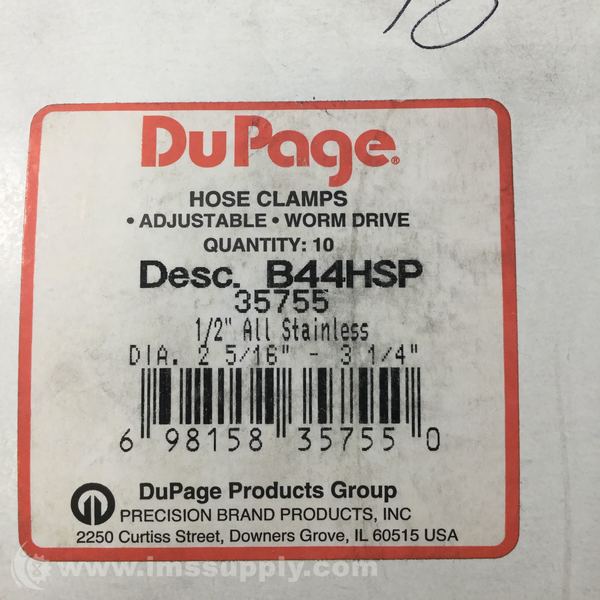 DuPage®
HOSE CLAMPS
• ADJUSTABLE • WORM DRIVE
QUANTITY: 10
Desc. B44HSP
35755
1/2" All Stainless
DIA. 2 5/16" - 3 1/4"
6 98158 35755 0
DuPage Products Group
PRECISION BRAND PRODUCTS, INC
2250 Curtiss Street, Downers Grove, IL 60515 USA
www.imssupply.com